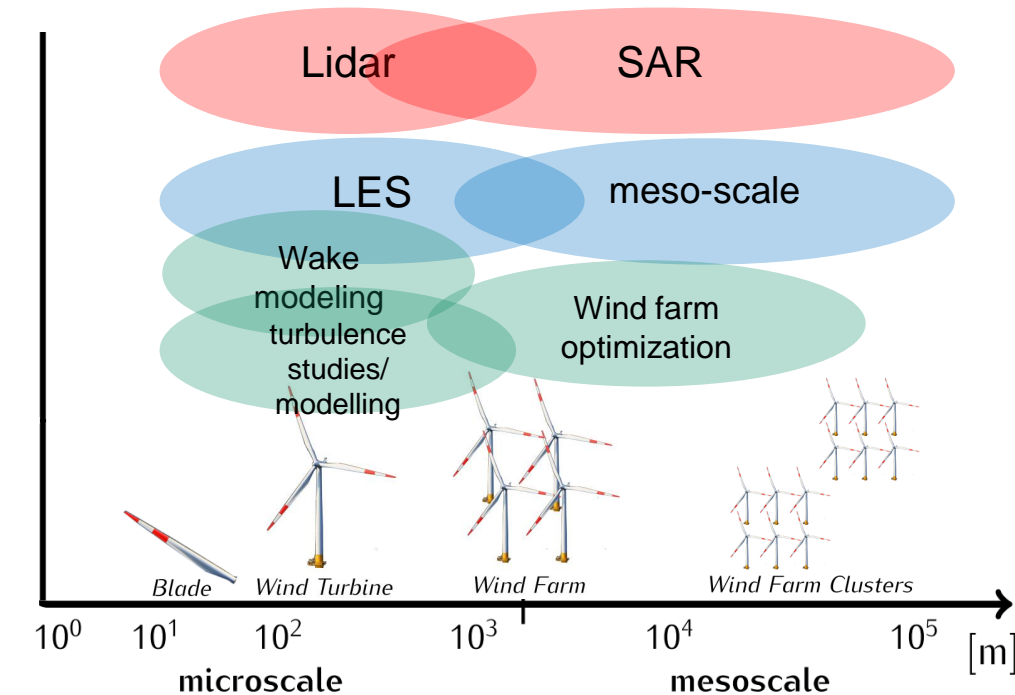 Lidar
SAR
LES
meso-scale
Wake
modeling
turbulence
studies/
modelling
Wind farm
optimization
Blade
Wind Turbine
Wind Farm
Wind Farm Clusters
10⁰ 10¹ 10² 10³ 10⁴ 10⁵ [m]
microscale
mesoscale